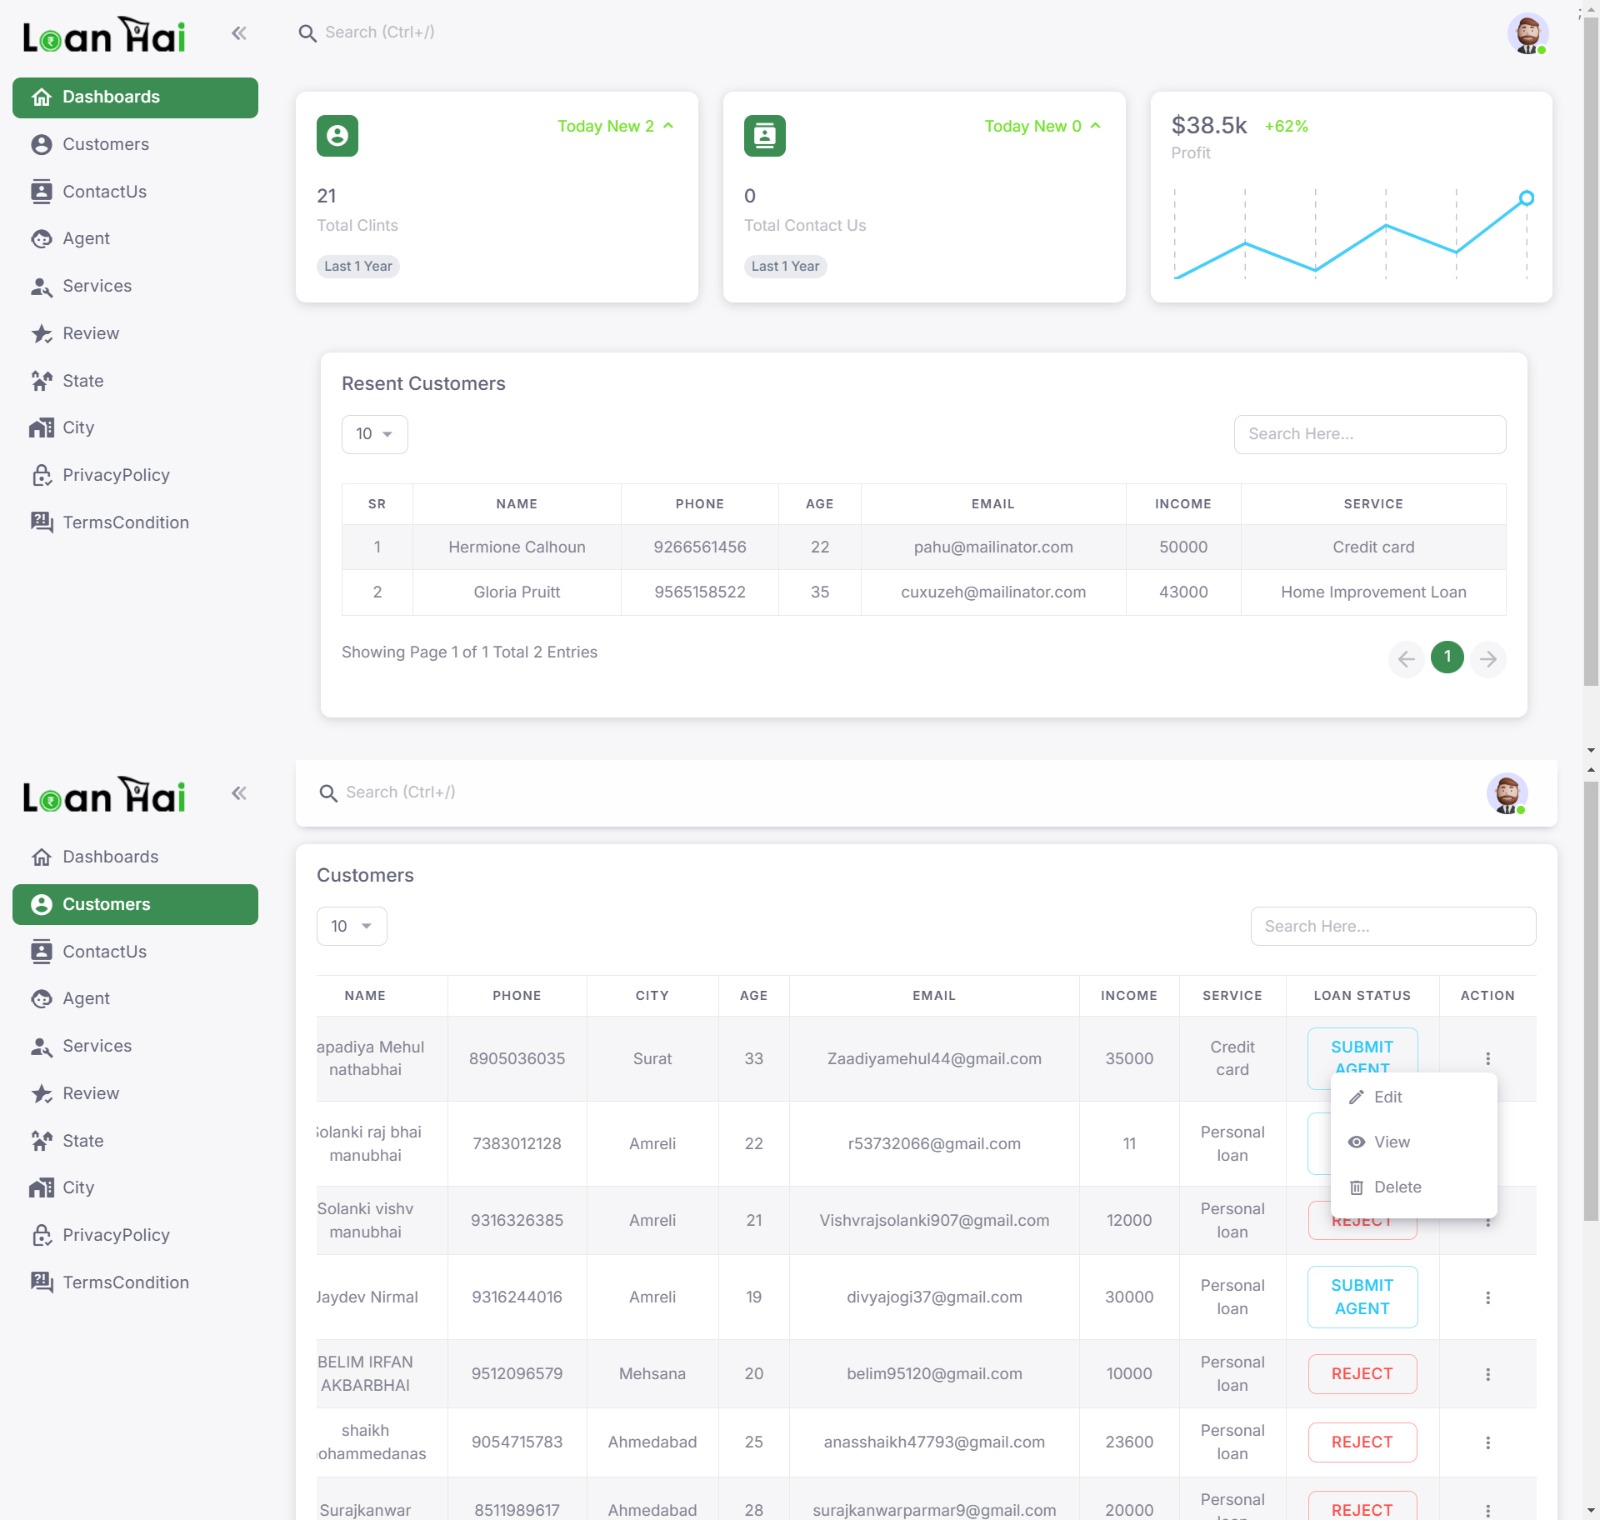 Loan Hai
Search (Ctrl+/)
Dashboards
Customers
ContactUs
Agent
Services
Review
State
City
PrivacyPolicy
TermsCondition
Today New 2
21
Total Clints
Last 1 Year
Today New 0
0
Total Contact Us
Last 1 Year
$38.5k +62%
Profit
Resent Customers
10
Search Here...
SR NAME PHONE AGE EMAIL INCOME SERVICE
1 Hermione Calhoun 9266561456 22 pahu@mailinator.com 50000 Credit card
2 Gloria Pruitt 9565158522 35 cuxuzeh@mailinator.com 43000 Home Improvement Loan
Showing Page 1 of 1 Total 2 Entries
1
Loan Hai
Search (Ctrl+/)
Dashboards
Customers
ContactUs
Agent
Services
Review
State
City
PrivacyPolicy
TermsCondition
Customers
10
Search Here...
NAME PHONE CITY AGE EMAIL INCOME SERVICE LOAN STATUS ACTION
apadiya Mehul
nathabhai
8905036035 Surat 33 Zaadiyamehul44@gmail.com 35000
Credit
card
SUBMIT
AGENT
Edit
View
Delete
Solanki raj bhai
manubhai
7383012128 Amreli 22 r53732066@gmail.com 11
Personal
loan
Solanki vishv
manubhai
9316326385 Amreli 21 Vishvrajsolanki907@gmail.com 12000
Personal
loan
REJECT
Jaydev Nirmal 9316244016 Amreli 19 divyajogi37@gmail.com 30000
Personal
loan
SUBMIT
AGENT
BELIM IRFAN
AKBARBHAI
9512096579 Mehsana 20 belim95120@gmail.com 10000
Personal
loan
REJECT
shaikh
ohammedanas
9054715783 Ahmedabad 25 anasshaikh47793@gmail.com 23600
Personal
loan
REJECT
Surajkanwar 8511989617 Ahmedabad 28 surajkanwarparmar9@gmail.com 20000
Personal
REJECT